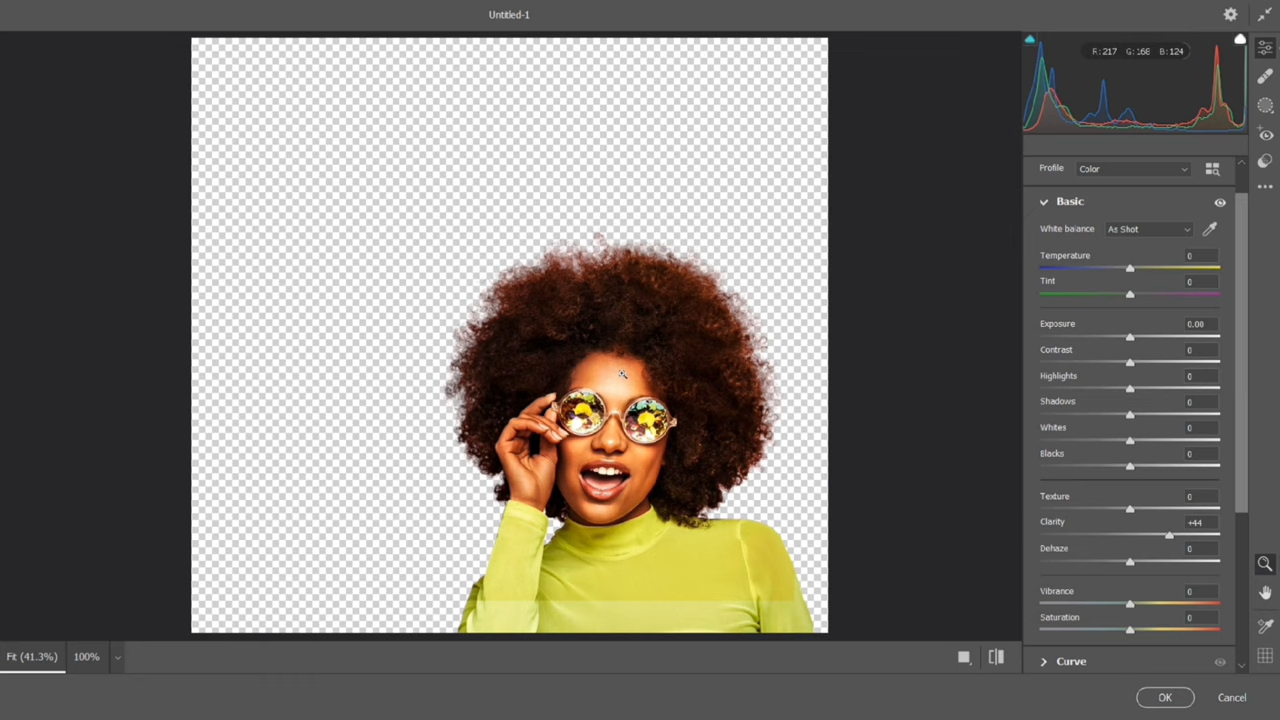 Untitled-1
R:217 G:166 B:124
Profile Color
Basic
White balance As Shot
Temperature 0
Tint 0
Exposure 0.00
Contrast 0
Highlights 0
Shadows 0
Whites 0
Blacks 0
Texture 0
Clarity +44
Dehaze 0
Vibrance 0
Saturation 0
Curve
Fit (41.3%) 100%
OK Cancel